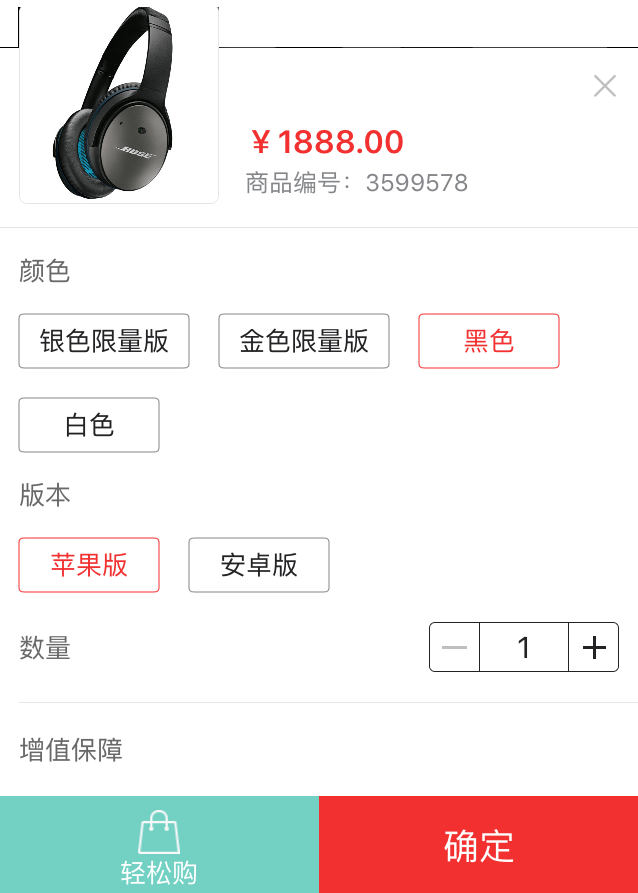 BOSE
￥1888.00
商品编号：3599578
颜色
银色限量版 金色限量版 黑色
白色
版本
苹果版 安卓版
数量 1
增值保障
轻松购 确定